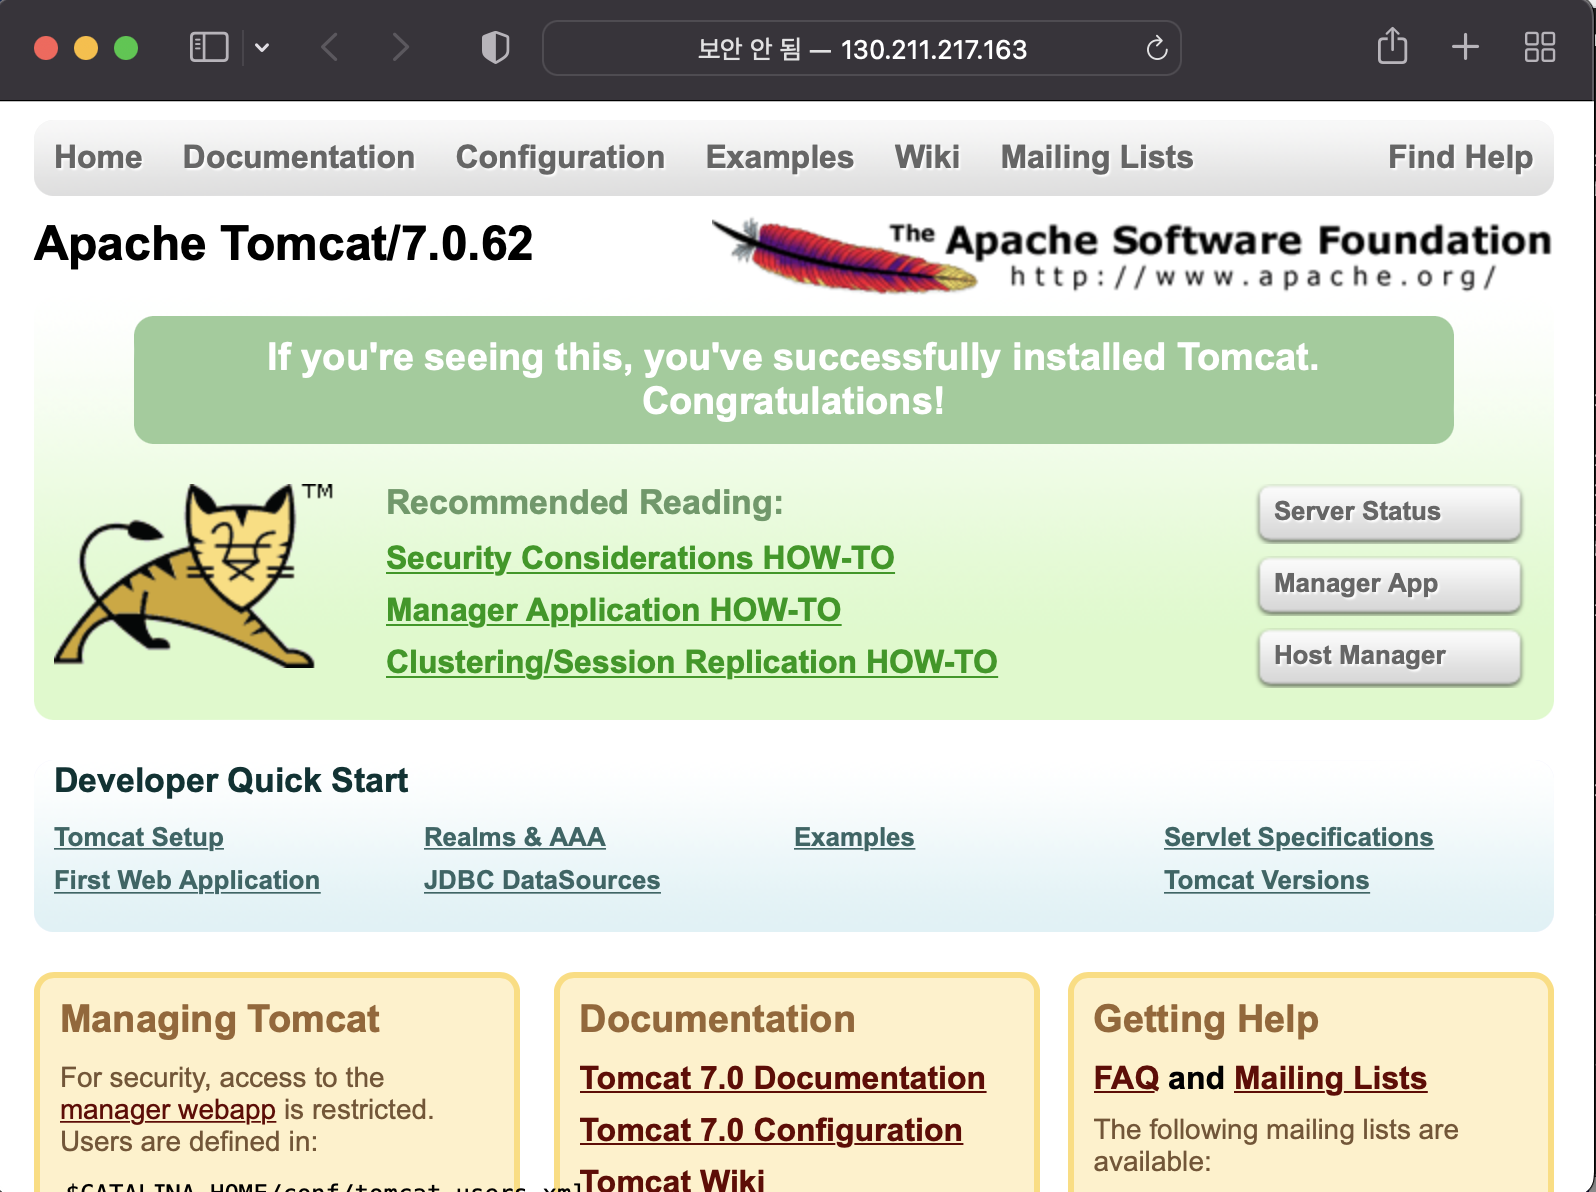 보안 안 됨 — 130.211.217.163
Home Documentation Configuration Examples Wiki Mailing Lists Find Help
Apache Tomcat/7.0.62
The Apache Software Foundation
http://www.apache.org/
If you're seeing this, you've successfully installed Tomcat.
Congratulations!
TM
Recommended Reading:
Security Considerations HOW-TO
Manager Application HOW-TO
Clustering/Session Replication HOW-TO
Server Status
Manager App
Host Manager
Developer Quick Start
Tomcat Setup
First Web Application
Realms & AAA
JDBC DataSources
Examples
Servlet Specifications
Tomcat Versions
Managing Tomcat
For security, access to the
manager webapp is restricted.
Users are defined in:
$CATALINA_HOME/conf/tomcat-users.xml
Documentation
Tomcat 7.0 Documentation
Tomcat 7.0 Configuration
Tomcat Wiki
Getting Help
FAQ and Mailing Lists
The following mailing lists are
available: